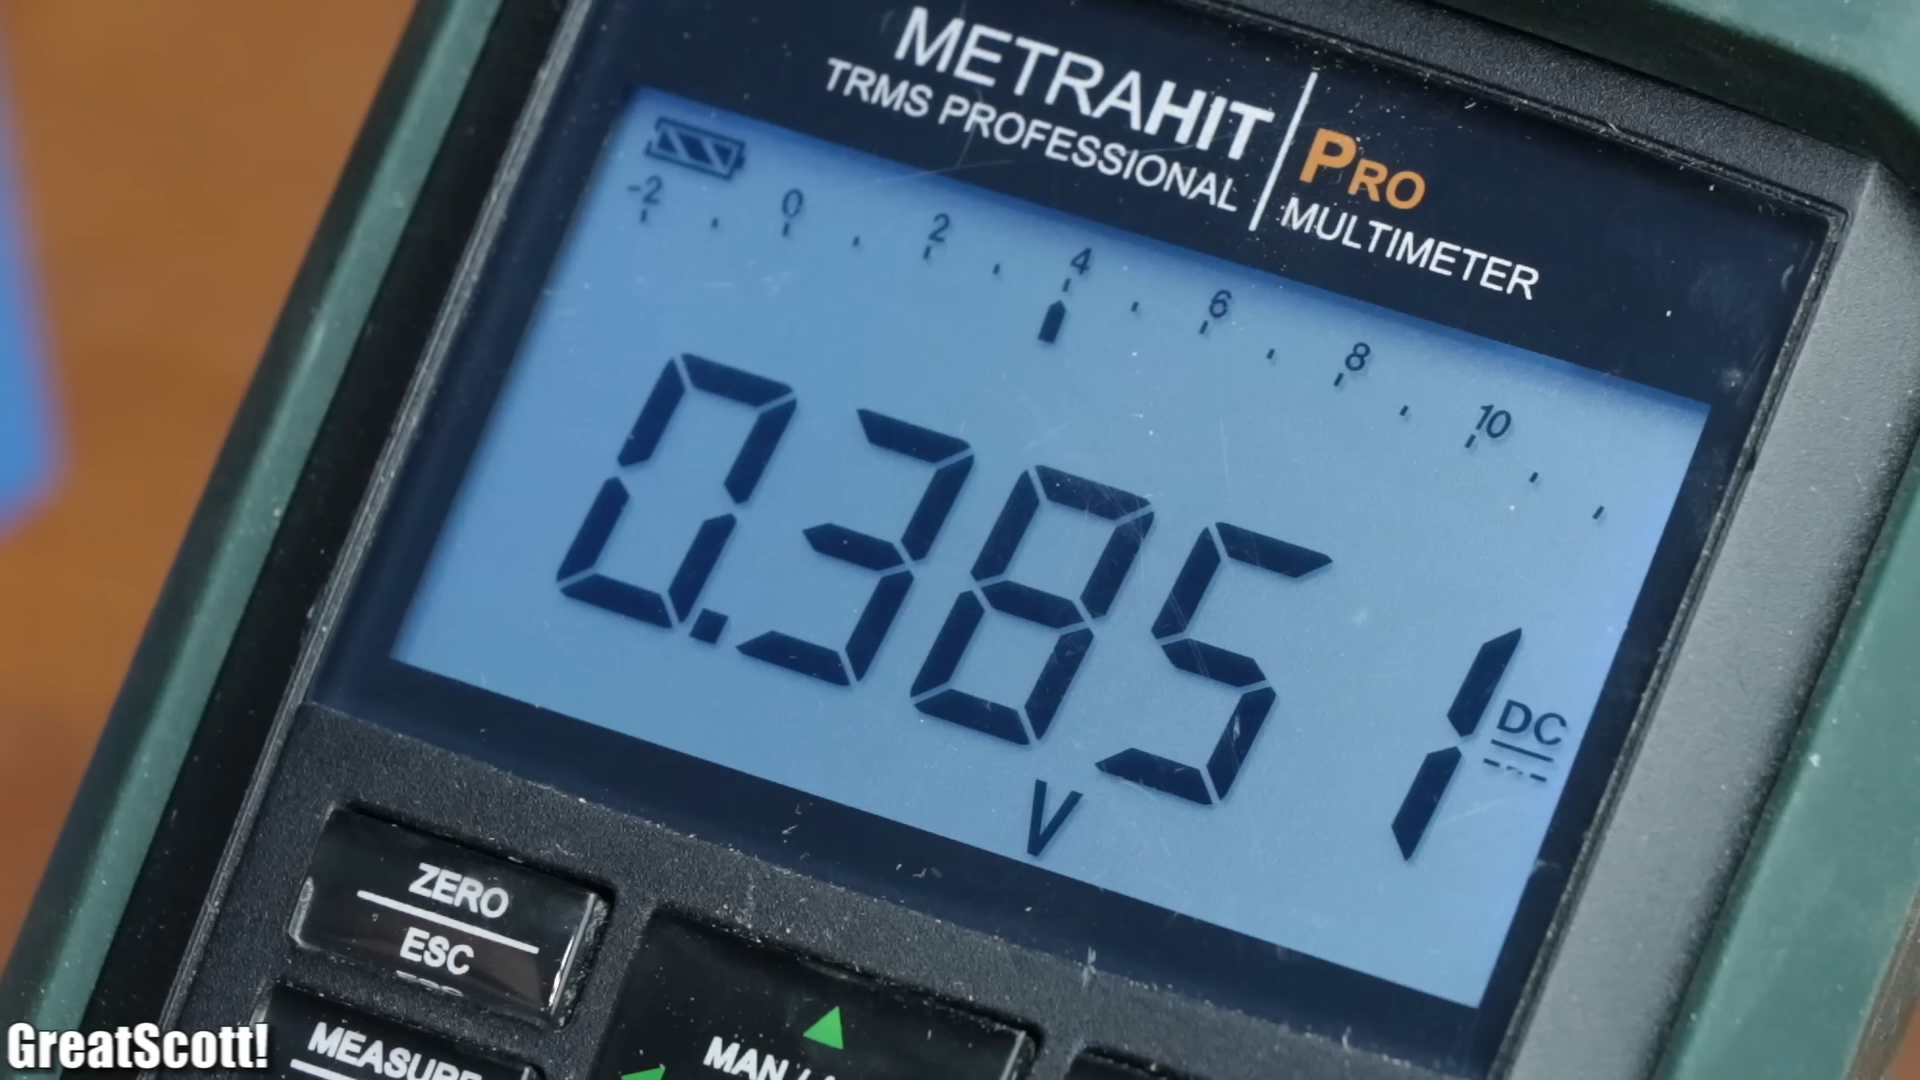 METRAHIT PRO
TRMS PROFESSIONAL MULTIMETER
-2 0 2 4 6 8 10
0.3851
DC
V
ZERO
ESC
MEASURE
MAN /
GreatScott!